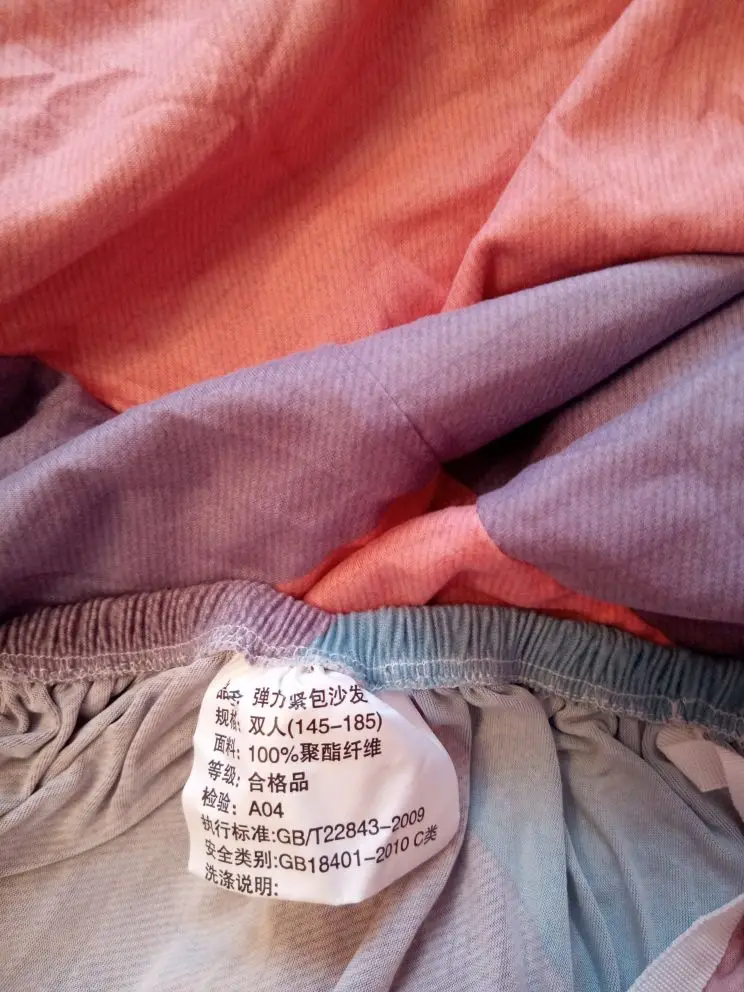 品名: 弹力紧包沙发
规格: 双人(145-185)
面料: 100%聚酯纤维
等级: 合格品
检验: A04
执行标准:GB/T22843-2009
安全类别:GB18401-2010 C类
洗涤说明: